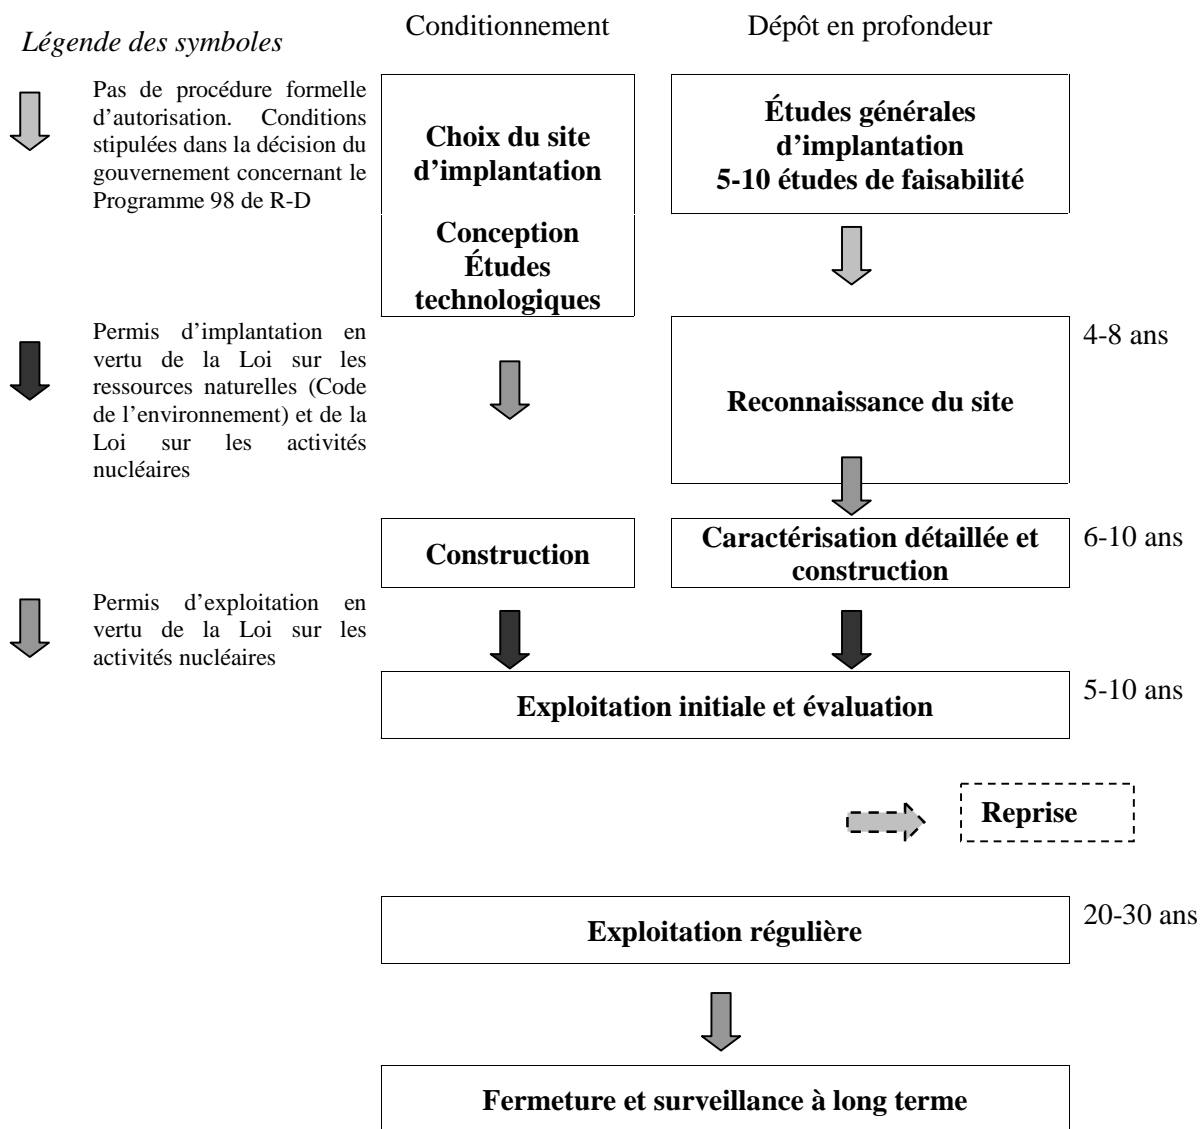 Légende des symboles
Pas de procédure formelle
d’autorisation. Conditions
stipulées dans la décision du
gouvernement concernant le
Programme 98 de R-D
Permis d’implantation en
vertu de la Loi sur les
ressources naturelles (Code
de l’environnement) et de la
Loi sur les activités
nucléaires
Permis d’exploitation en
vertu de la Loi sur les
activités nucléaires
Conditionnement
Dépôt en profondeur
Choix du site
d’implantation
Conception
Études
technologiques
Études générales
d’implantation
5-10 études de faisabilité
Reconnaissance du site
4-8 ans
Construction
Caractérisation détaillée et
construction
6-10 ans
Exploitation initiale et évaluation
5-10 ans
Reprise
Exploitation régulière
20-30 ans
Fermeture et surveillance à long terme